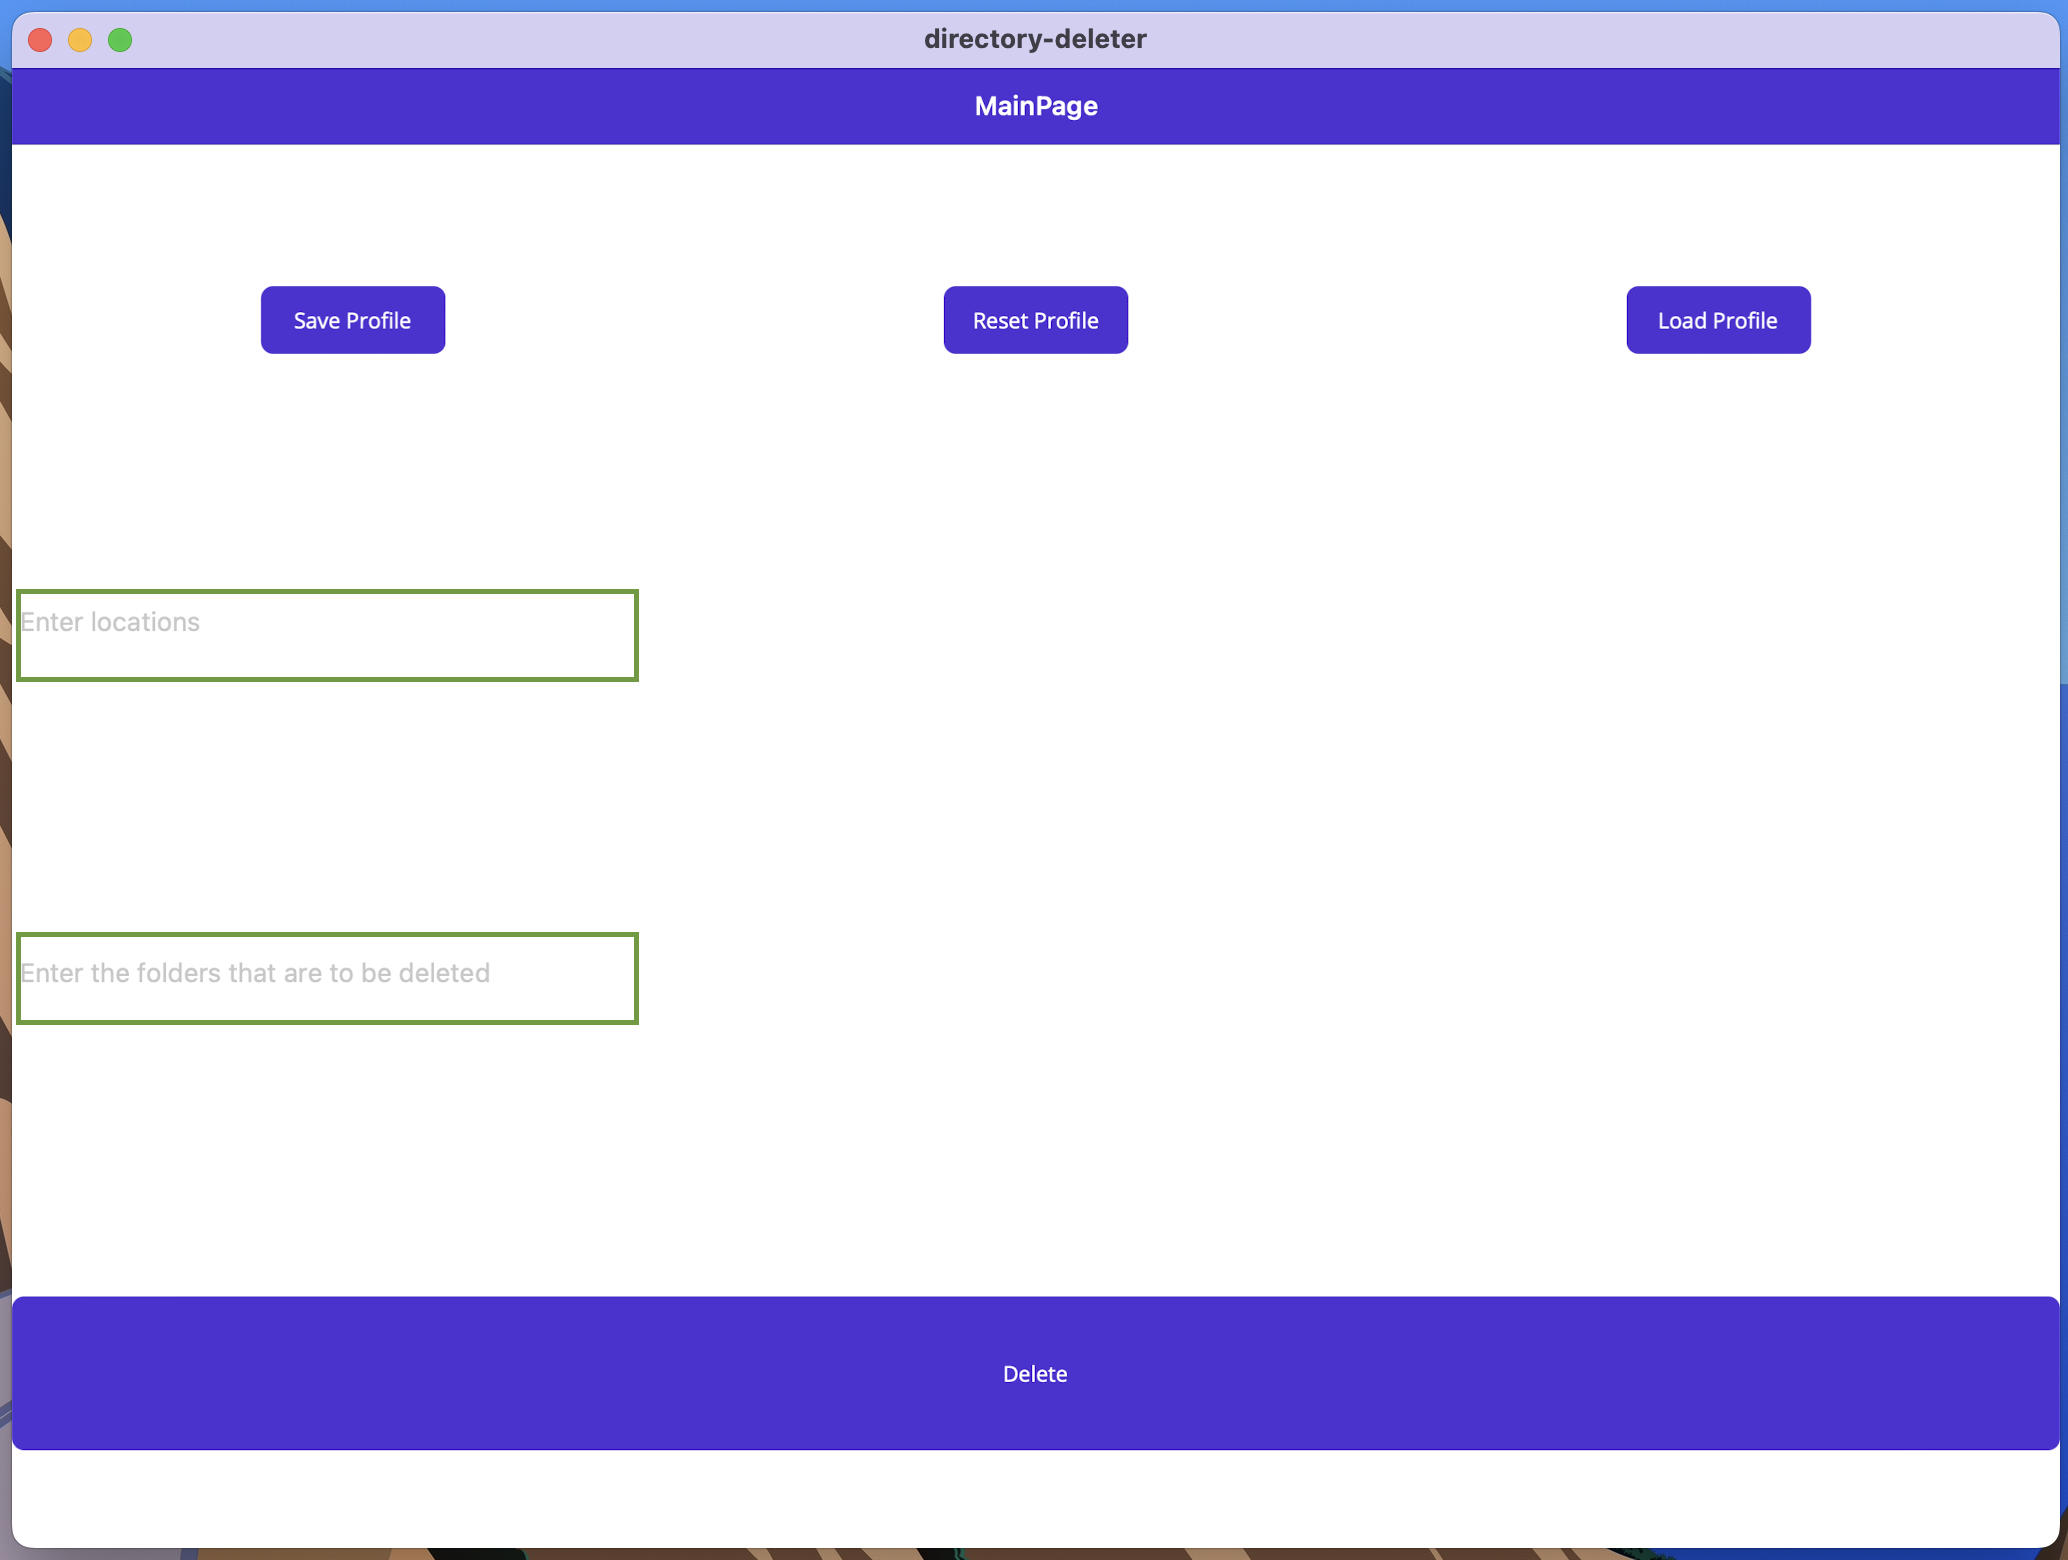 directory-deleter
MainPage
Save Profile
Reset Profile
Load Profile
Enter locations
Enter the folders that are to be deleted
Delete